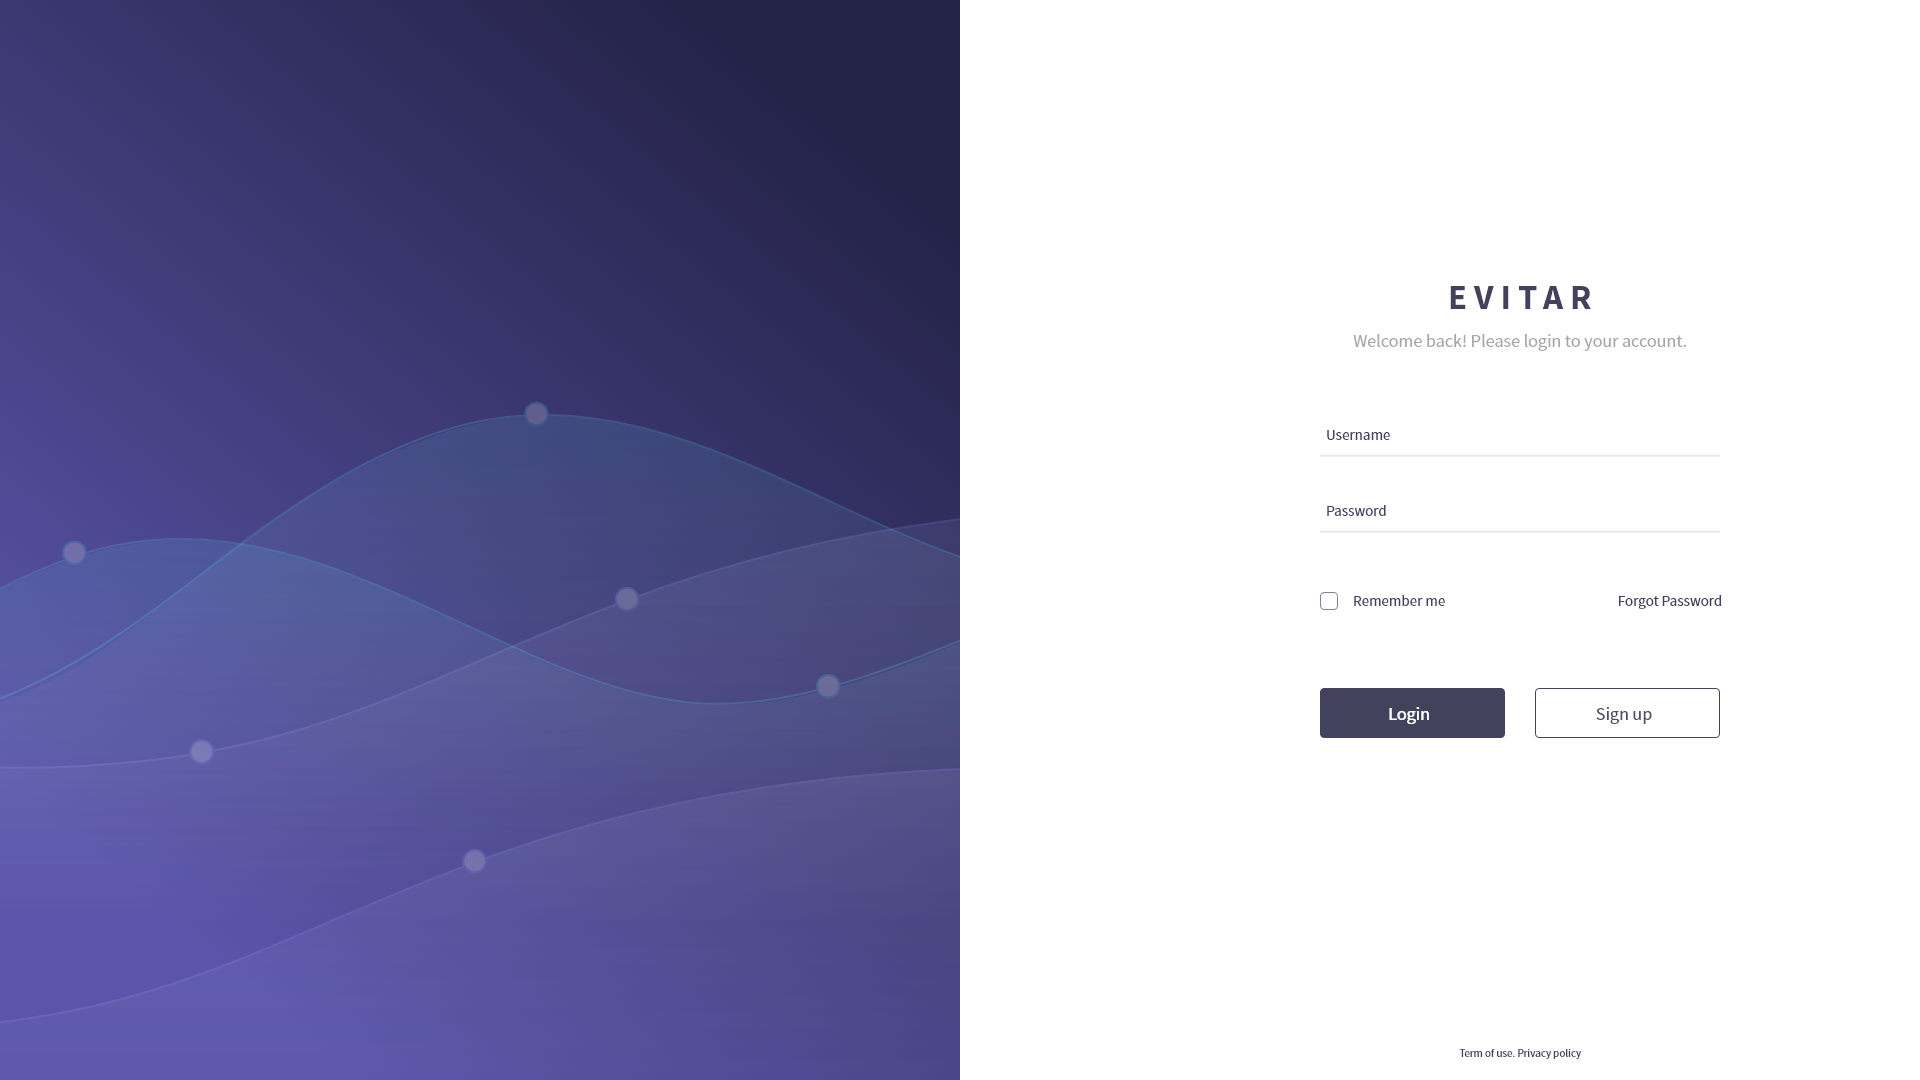 EVITAR
Welcome back! Please login to your account.
Username
Password
Remember me
Forgot Password
Login
Sign up
Term of use. Privacy policy